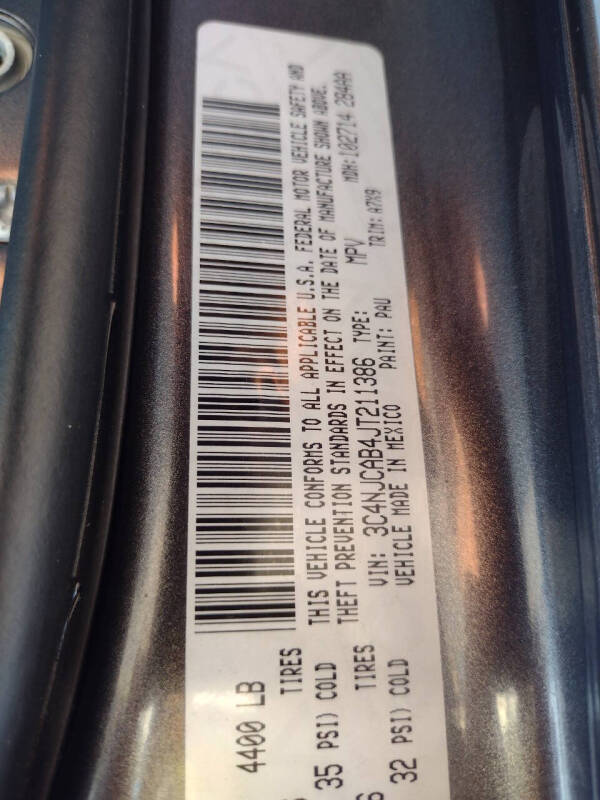 4400 LB
TIRES
35 PSI) COLD
TIRES
32 PSI) COLD
THIS VEHICLE CONFORMS TO ALL APPLICABLE U.S.A. FEDERAL MOTOR VEHICLE SAFETY AND
THEFT PREVENTION STANDARDS IN EFFECT ON THE DATE OF MANUFACTURE SHOWN ABOVE.
VIN: 3C4NJCAB4JT211386 TYPE: MPV MDH:102714 284AA
VEHICLE MADE IN MEXICO PAINT: PAU TRIM: A7X9